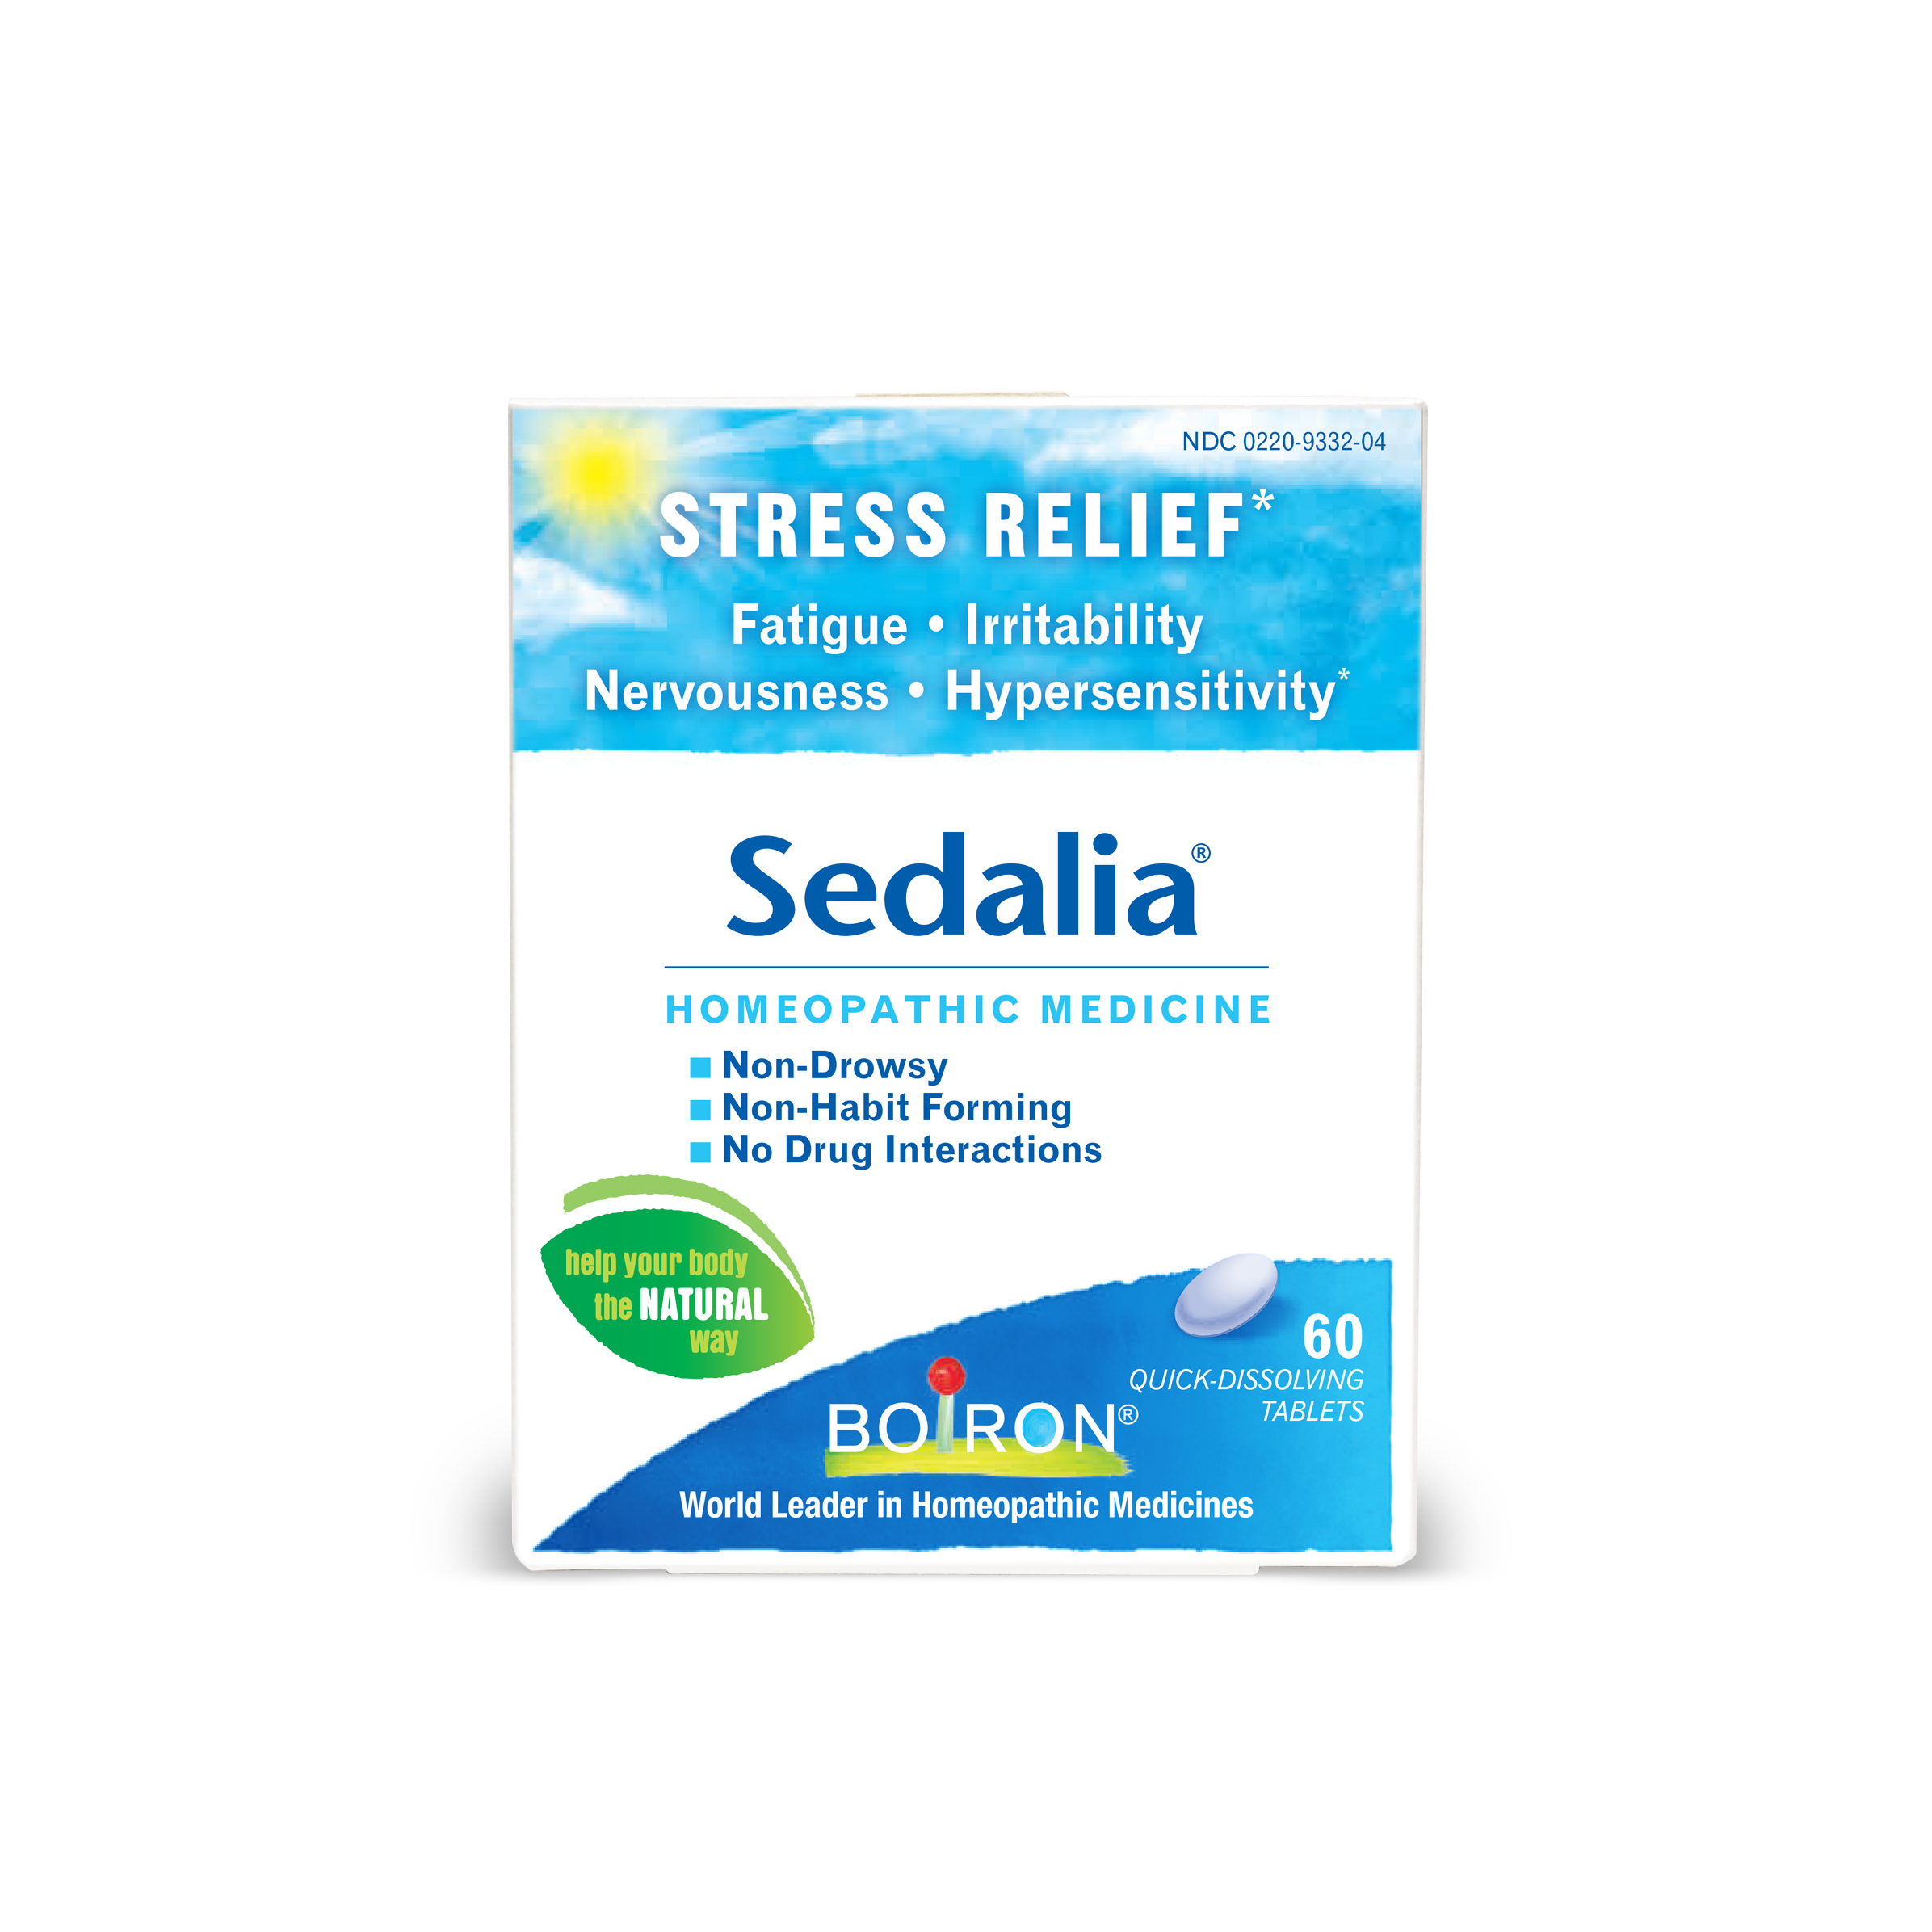 NDC 0220-9332-04
STRESS RELIEF*
Fatigue • Irritability
Nervousness • Hypersensitivity*
Sedalia®
HOMEOPATHIC MEDICINE
■ Non-Drowsy
■ Non-Habit Forming
■ No Drug Interactions
help your body
the NATURAL
way
60
QUICK-DISSOLVING
TABLETS
BOIRON®
World Leader in Homeopathic Medicines